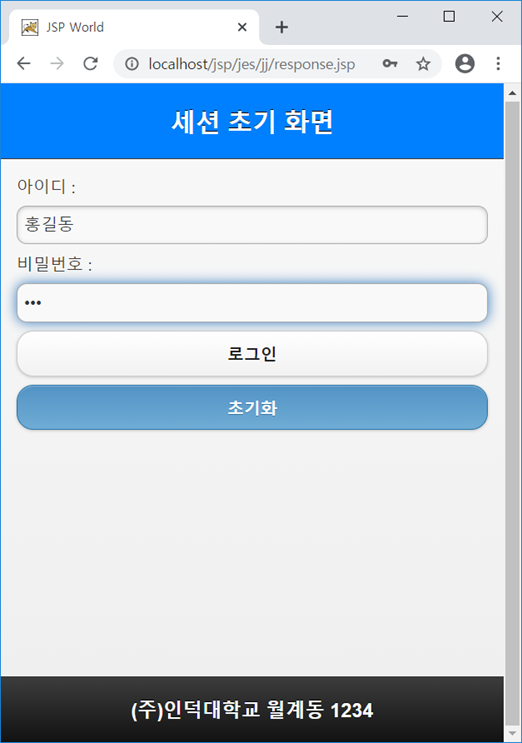 JSP World
localhost/jsp/jes/jj/response.jsp
세션 초기 화면
아이디 :
홍길동
비밀번호 :
•••
로그인
초기화
(주)인덕대학교 월계동 1234